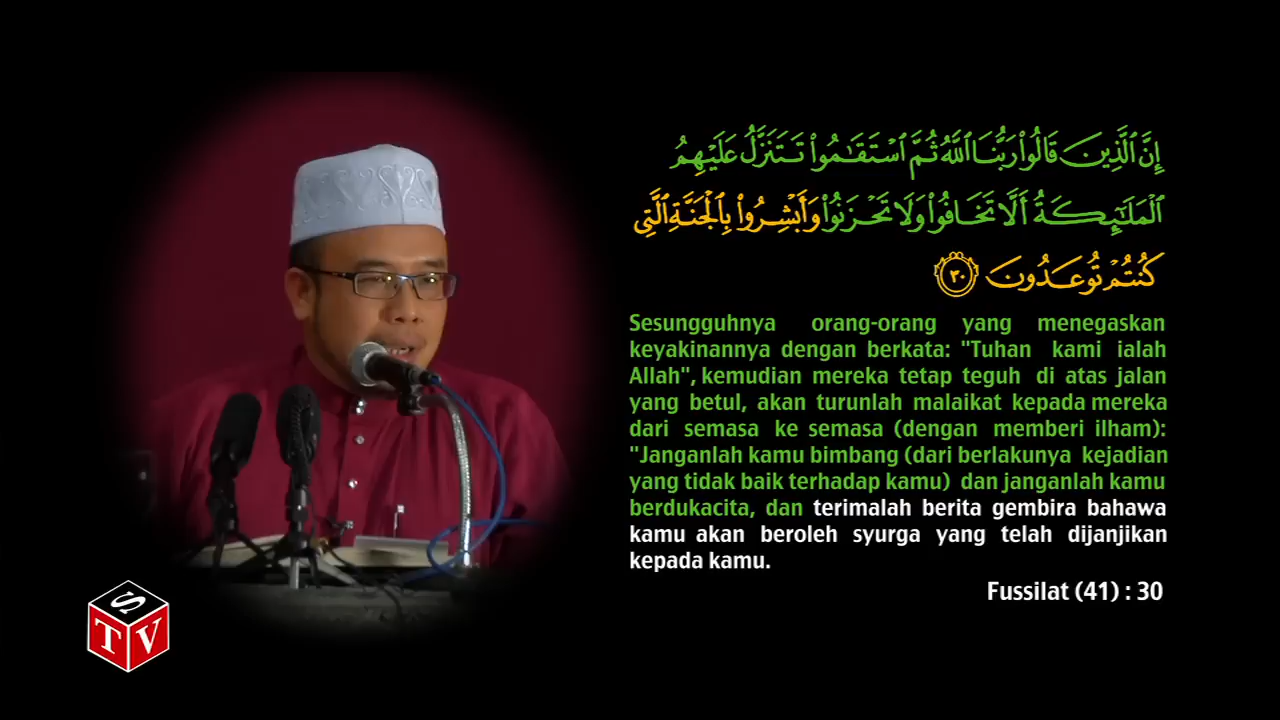 إِنَّ ٱلَّذِينَ قَالُوا۟ رَبُّنَا ٱللَّهُ ثُمَّ ٱسْتَقَـٰمُوا۟ تَتَنَزَّلُ عَلَيْهِمُ
ٱلْمَلَـٰٓئِكَةُ أَلَّا تَخَافُوا۟ وَلَا تَحْزَنُوا۟ وَأَبْشِرُوا۟ بِٱلْجَنَّةِ ٱلَّتِى
كُنتُمْ تُوعَدُونَ ٣٠
Sesungguhnya orang-orang yang menegaskan
keyakinannya dengan berkata: "Tuhan kami ialah
Allah", kemudian mereka tetap teguh di atas jalan
yang betul, akan turunlah malaikat kepada mereka
dari semasa ke semasa (dengan memberi ilham):
"Janganlah kamu bimbang (dari berlakunya kejadian
yang tidak baik terhadap kamu) dan janganlah kamu
berdukacita, dan terimalah berita gembira bahawa
kamu akan beroleh syurga yang telah dijanjikan
kepada kamu.
Fussilat (41) : 30
S
T V